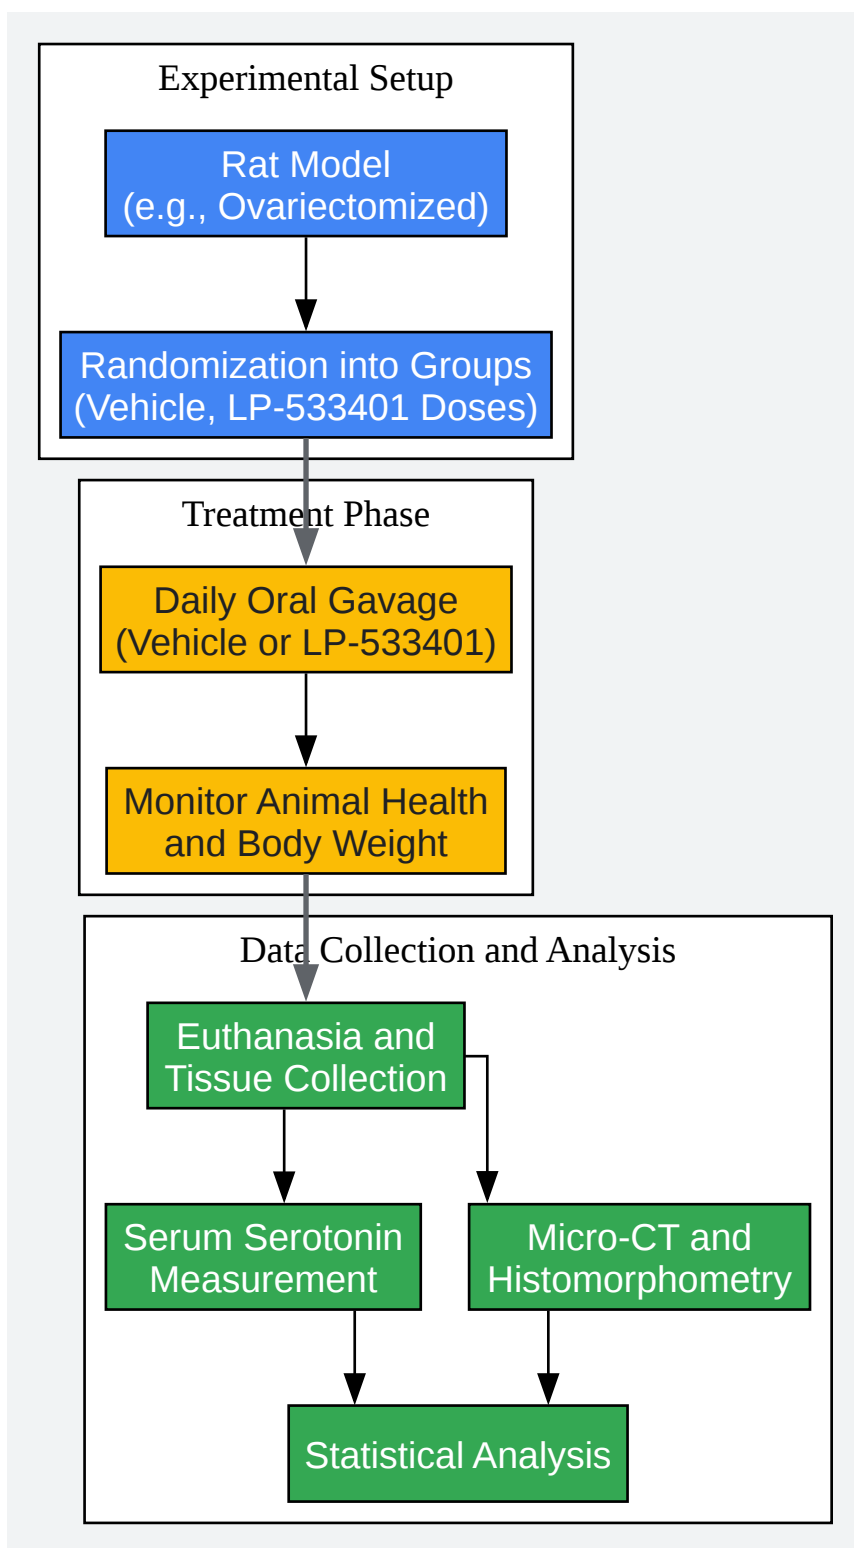 Experimental Setup
Rat Model
(e.g., Ovariectomized)
Randomization into Groups
(Vehicle, LP-533401 Doses)
Treatment Phase
Daily Oral Gavage
(Vehicle or LP-533401)
Monitor Animal Health
and Body Weight
Data Collection and Analysis
Euthanasia and
Tissue Collection
Serum Serotonin
Measurement
Micro-CT and
Histomorphometry
Statistical Analysis